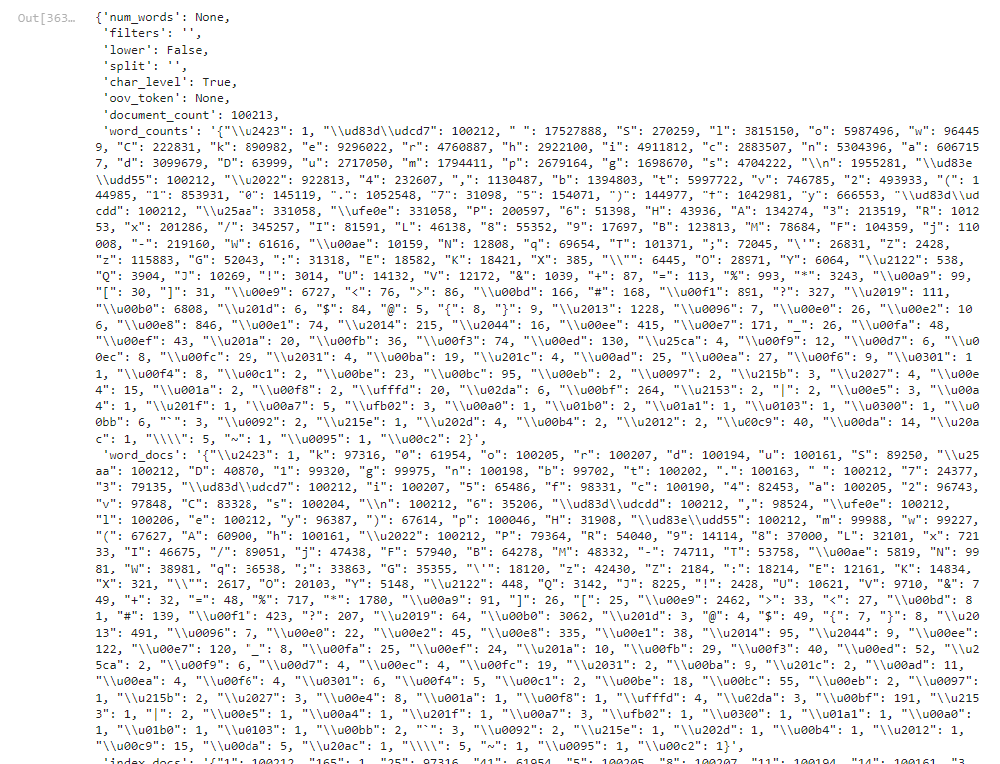 Out[363…
{'num_words': None,
'filters': '',
'lower': False,
'split': '',
'char_level': True,
'oov_token': None,
'document_count': 100213,
'word_counts': '{"\\u2423": 1, "\\ud83d\\udcd7": 100212, " ": 17527888, "S": 270259, "l": 3815150, "o": 5987496, "w": 96445
9, "C": 222831, "k": 890982, "e": 9296022, "r": 4760887, "h": 2922100, "i": 4911812, "c": 2883507, "n": 5304396, "a": 606715
7, "d": 3099679, "D": 63999, "u": 2717050, "m": 1794411, "p": 2679164, "g": 1698670, "s": 4704222, "\\n": 1955281, "\\ud83e
\\udd55": 100212, "\\u2022": 922813, "4": 232607, ",": 1130487, "b": 1394803, "t": 5997722, "v": 746785, "2": 493933, "(": 1
44985, "1": 853931, "0": 145119, ".": 1052548, "7": 31098, "5": 154071, ")": 144977, "f": 1042981, "y": 666553, "\\ud83d\\ud
cdd": 100212, "\\u25aa": 331058, "\\ufe0e": 331058, "P": 200597, "6": 51398, "H": 43936, "A": 134274, "3": 213519, "R": 1012
53, "x": 201286, "/": 345257, "I": 81591, "L": 46138, "8": 55352, "9": 17697, "B": 123813, "M": 78684, "F": 104359, "j": 110
008, "-": 219160, "W": 61616, "\\u00ae": 10159, "N": 12808, "q": 69654, "T": 101371, ";": 72045, "\'": 26831, "Z": 2428,
"z": 115883, "G": 52043, ":": 31318, "E": 18582, "K": 18421, "X": 385, "\\"": 6445, "O": 28971, "Y": 6064, "\\u2122": 538,
"Q": 3904, "J": 10269, "!": 3014, "U": 14132, "V": 12172, "&": 1039, "+": 87, "=": 113, "%": 993, "*": 3243, "\\u00a9": 99,
"[": 30, "]": 31, "\\u00e9": 6727, "<": 76, ">": 86, "\\u00bd": 166, "#": 168, "\\u00f1": 891, "?": 327, "\\u2019": 111,
"\\u00b0": 6808, "\\u201d": 6, "$": 84, "@": 5, "{": 8, "}": 9, "\\u2013": 1228, "\\u0096": 7, "\\u00e0": 26, "\\u00e2": 10
6, "\\u00e8": 846, "\\u00e1": 74, "\\u2014": 215, "\\u2044": 16, "\\u00ee": 415, "\\u00e7": 171, "_": 26, "\\u00fa": 48,
"\\u00ef": 43, "\\u201a": 20, "\\u00fb": 36, "\\u00f3": 74, "\\u00ed": 130, "\\u25ca": 4, "\\u00f9": 12, "\\u00d7": 6, "\\u0
0ec": 8, "\\u00fc": 29, "\\u2031": 4, "\\u00ba": 19, "\\u201c": 4, "\\u00ad": 25, "\\u00ea": 27, "\\u00f6": 9, "\\u0301": 1
1, "\\u00f4": 8, "\\u00c1": 2, "\\u00be": 23, "\\u00bc": 95, "\\u00eb": 2, "\\u0097": 2, "\\u215b": 3, "\\u2027": 4, "\\u00e
4": 15, "\\u001a": 2, "\\u00f8": 2, "\\ufffd": 20, "\\u02da": 6, "\\u00bf": 264, "\\u2153": 2, "|": 2, "\\u00e5": 3, "\\u00a
4": 1, "\\u201f": 1, "\\u00a7": 5, "\\ufb02": 3, "\\u00a0": 1, "\\u01b0": 2, "\\u01a1": 1, "\\u0103": 1, "\\u0300": 1, "\\u0
0bb": 6, "`": 3, "\\u0092": 2, "\\u215e": 1, "\\u202d": 4, "\\u00b4": 2, "\\u2012": 2, "\\u00c9": 40, "\\u00da": 14, "\\u20a
c": 1, "\\\\": 5, "~": 1, "\\u0095": 1, "\\u00c2": 2}',
'word_docs': '{"\\u2423": 1, "k": 97316, "0": 61954, "o": 100205, "r": 100207, "d": 100194, "u": 100161, "S": 89250, "\\u25
aa": 100212, "D": 40870, "1": 99320, "g": 99975, "n": 100198, "b": 99702, "t": 100202, ".": 100163, " ": 100212, "7": 24377,
"3": 79135, "\\ud83d\\udcd7": 100212, "i": 100207, "5": 65486, "f": 98331, "c": 100190, "4": 82453, "a": 100205, "2": 96743,
"v": 97848, "C": 83328, "s": 100204, "\\n": 100212, "6": 35206, "\\ud83d\\udcdd": 100212, ",": 98524, "\\ufe0e": 100212,
"l": 100206, "e": 100212, "y": 96387, ")": 67614, "p": 100046, "H": 31908, "\\ud83e\\udd55": 100212, "m": 99988, "w": 99227,
"(": 67627, "A": 60900, "h": 100161, "\\u2022": 100212, "P": 79364, "R": 54040, "9": 14114, "8": 37000, "L": 32101, "x": 721
33, "I": 46675, "/": 89051, "j": 47438, "F": 57940, "B": 64278, "M": 48332, "-": 74711, "T": 53758, "\\u00ae": 5819, "N": 99
81, "W": 38981, "q": 36538, ";": 33863, "G": 35355, "\'": 18120, "z": 42430, "Z": 2184, ":": 18214, "E": 12161, "K": 14834,
"X": 321, "\\"": 2617, "O": 20103, "Y": 5148, "\\u2122": 448, "Q": 3142, "J": 8225, "!": 2428, "U": 10621, "V": 9710, "&": 7
49, "+": 32, "=": 48, "%": 717, "*": 1780, "\\u00a9": 91, "]": 26, "[": 25, "\\u00e9": 2462, ">": 33, "<": 27, "\\u00bd": 8
1, "#": 139, "\\u00f1": 423, "?": 207, "\\u2019": 64, "\\u00b0": 3062, "\\u201d": 3, "@": 4, "$": 49, "{": 7, "}": 8, "\\u2
013": 491, "\\u0096": 7, "\\u00e0": 22, "\\u00e2": 45, "\\u00e8": 335, "\\u00e1": 38, "\\u2014": 95, "\\u2044": 9, "\\u00ee":
122, "\\u00e7": 120, "_": 8, "\\u00fa": 25, "\\u00ef": 24, "\\u201a": 10, "\\u00fb": 29, "\\u00f3": 40, "\\u00ed": 52, "\\u
25ca": 2, "\\u00f9": 6, "\\u00d7": 4, "\\u00ec": 4, "\\u00fc": 19, "\\u2031": 2, "\\u00ba": 9, "\\u201c": 2, "\\u00ad": 11,
"\\u00ea": 4, "\\u00f6": 4, "\\u0301": 6, "\\u00f4": 5, "\\u00c1": 2, "\\u00be": 18, "\\u00bc": 55, "\\u00eb": 2, "\\u0097":
1, "\\u215b": 2, "\\u2027": 3, "\\u00e4": 8, "\\u001a": 1, "\\u00f8": 1, "\\ufffd": 4, "\\u02da": 3, "\\u00bf": 191, "\\u215
3": 1, "|": 2, "\\u00e5": 1, "\\u00a4": 1, "\\u201f": 1, "\\u00a7": 3, "\\ufb02": 1, "\\u0300": 1, "\\u01a1": 1, "\\u00a0":
1, "\\u01b0": 1, "\\u0103": 1, "\\u00bb": 2, "`": 3, "\\u0092": 2, "\\u215e": 1, "\\u202d": 1, "\\u00b4": 1, "\\u2012": 1,
"\\u00c9": 15, "\\u00da": 5, "\\u20ac": 1, "\\\\": 5, "~": 1, "\\u0095": 1, "\\u00c2": 1}',
'index_docs': '{"1": 100212, "165": 1, "25": 97316, "41": 61954, "5": 100205, "8": 100207, "11": 100194, "14": 100161, "3